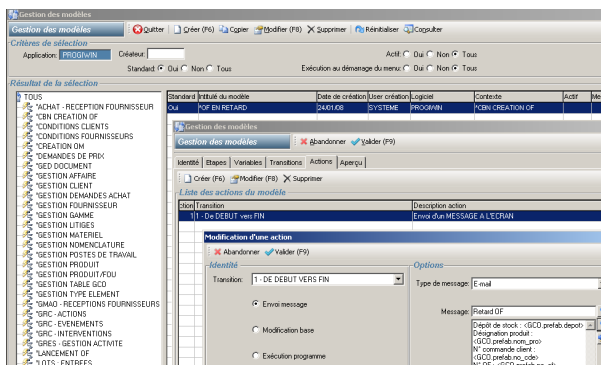 Gestion des modèles
Gestion des modèles
Quitter
Créer (F6)
Copier
Modifier (F8)
Supprimer
Réinitialiser
Consulter
Critères de sélection
Application: PROGIWIN
Créateur:
Actif: Oui Non Tous
Standard: Oui Non Tous
Exécution au démarrage du menu: Oui Non Tous
Résultat de la sélection
TOUS
*ACHAT - RECEPTION FOURNISSEUR
*CBN CREATION OF
*CONDITIONS CLIENTS
*CONDITIONS FOURNISSEURS
*CREATION OM
*DEMANDES DE PRIX
*GED DOCUMENT
*GESTION AFFAIRE
*GESTION CLIENT
*GESTION DEMANDES ACHAT
*GESTION FOURNISSEUR
*GESTION GAMME
*GESTION LITIGES
*GESTION MATERIEL
*GESTION NOMENCLATURE
*GESTION POSTES DE TRAVAIL
*GESTION PRODUIT
*GESTION PRODUIT/FOU
*GESTION TABLE GCO
*GESTION TYPE ELEMENT
*GMAO - RECEPTIONS FOURNISSEURS
*GRC - ACTIONS
*GRC - EVENEMENTS
*GRC - INTERVENTIONS
*GRES - GESTION ACTIVITE
*LANCEMENT OF
*LOTS - ENTREES
Standard Intitulé du modèle Date de création User création Logiciel Contexte Actif Me
Oui *OF EN RETARD 24/01/08 SYSTEME PROGIWIN *CBN CREATION OF
Gestion des modèles
Gestion des modèles
Abandonner
Valider (F9)
Identité Etapes Variables Transitions Actions Aperçu
Créer (F6)
Modifier (F8)
Supprimer
Liste des actions du modèle
ction Transition Description action
1 1 - De DEBUT vers FIN Envoi d'un MESSAGE A L'ECRAN
Modification d'une action
Abandonner
Valider (F9)
Identité
Transition: 1 - DE DEBUT VERS FIN
Envoi message
Modification base
Exécution programme
Options
Type de message: E-mail
Message: Retard OF
Dépôt de stock : <GCO.prefab.depot>
Désignation produit :
<GCO.prefab.nom_pro>
N° commande client :
<GCO.prefab.no_cde>